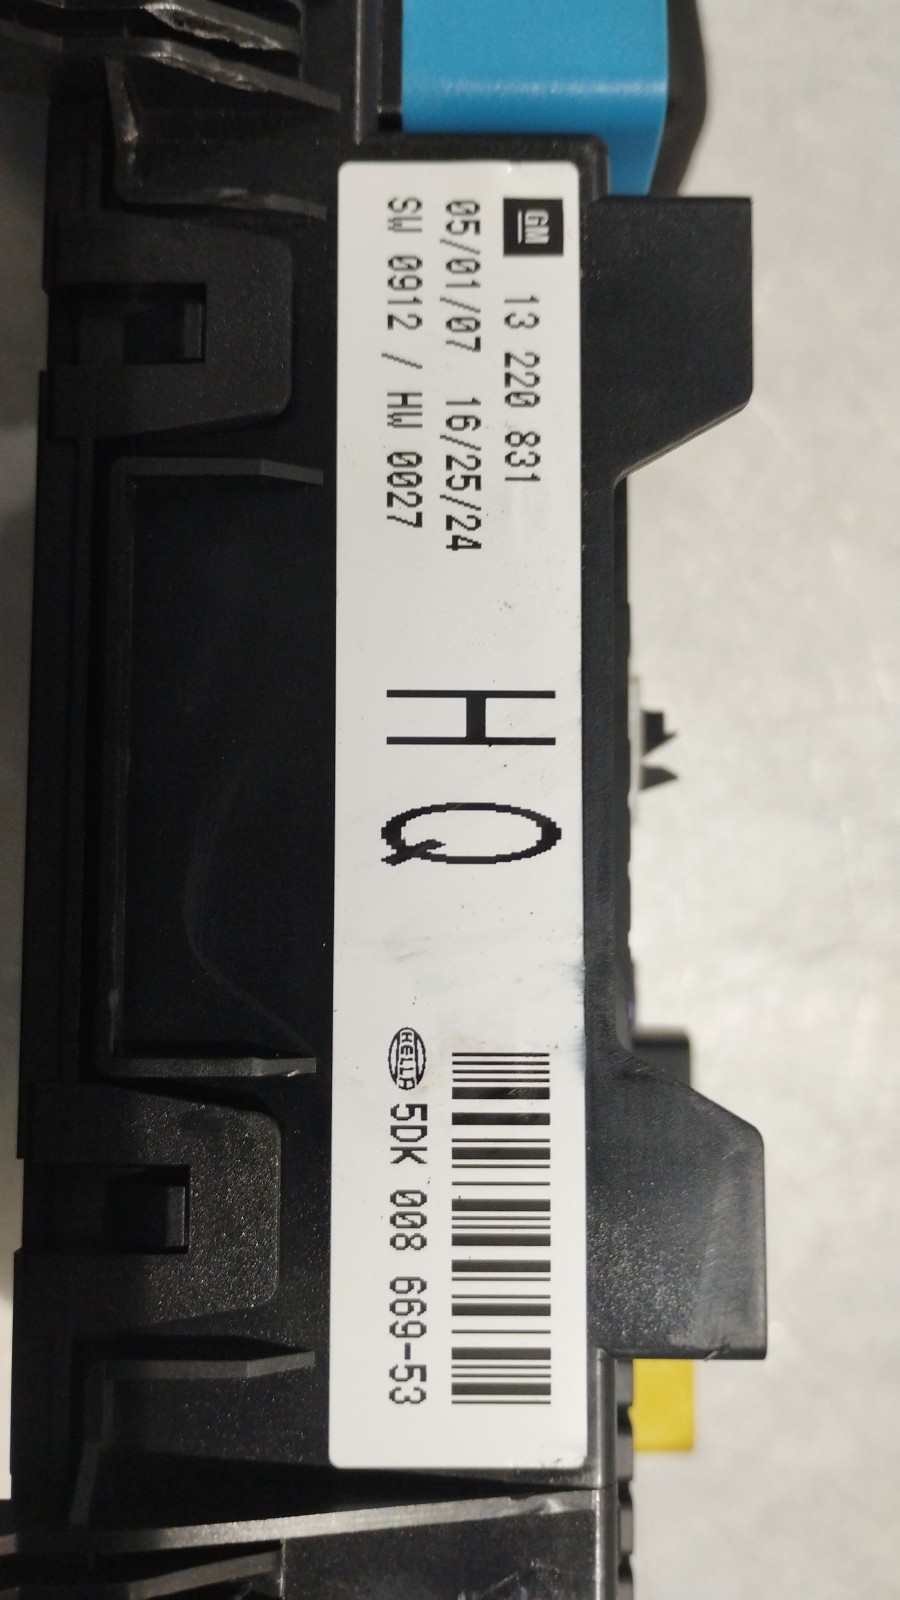 GM 13 220 831
05/01/07 16/25/24
SW 0912 / HW 0027
H Q
HELLA 5DK 008 669-53